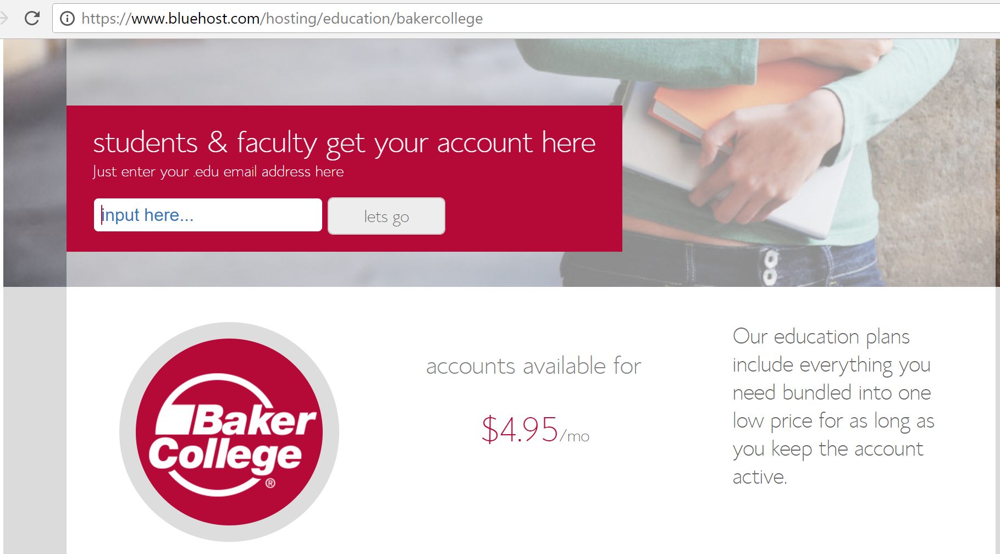 https://www.bluehost.com/hosting/education/bakercollege
students & faculty get your account here
Just enter your .edu email address here
input here...
lets go
Baker
College
®
accounts available for
$4.95/mo
Our education plans
include everything you
need bundled into one
low price for as long as
you keep the account
active.